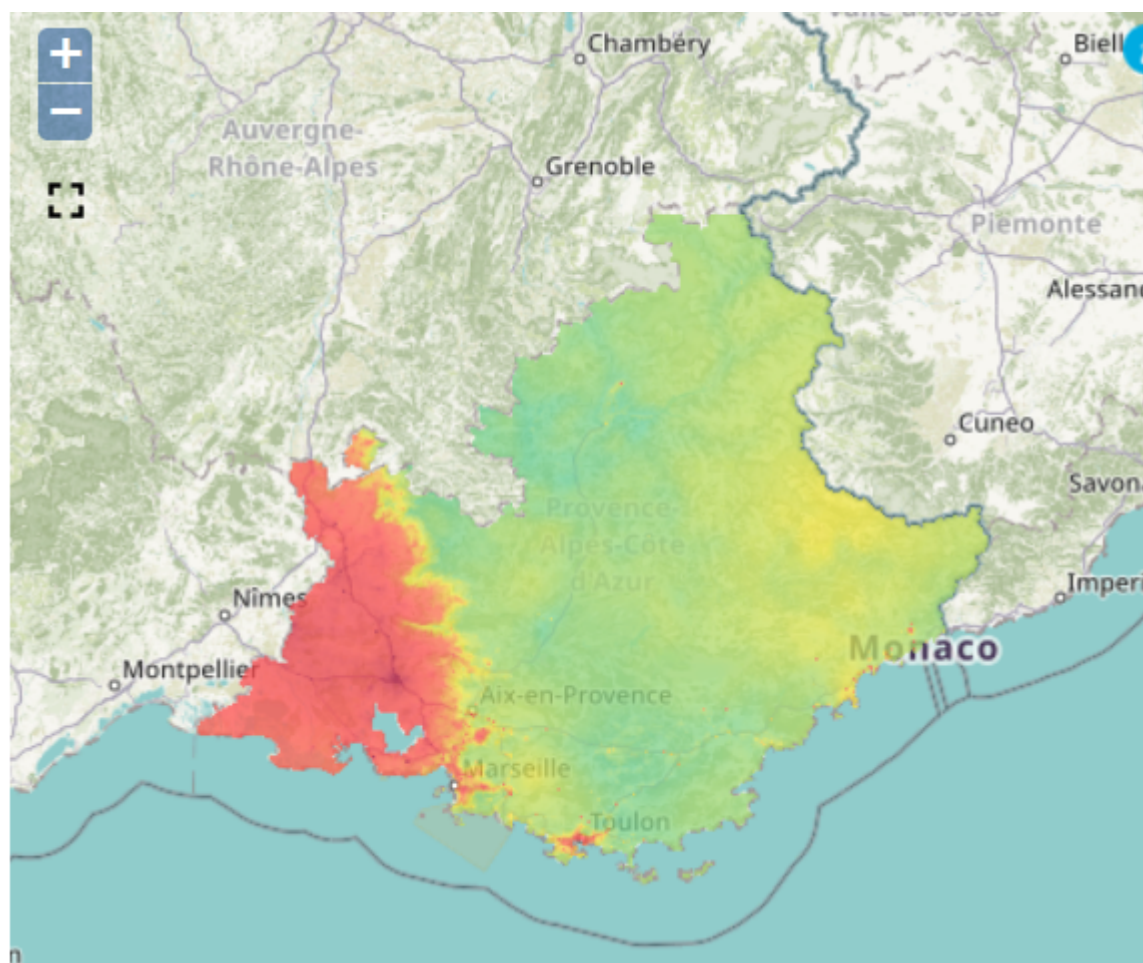 +
−
Chambéry
Biell
Auvergne-
Rhône-Alpes
Grenoble
Piemonte
Alessand
Cuneo
Savona
Provence-
Alpes-Côte
d'Azur
Nîmes
Imperi
Monaco
Montpellier
Aix-en-Provence
Marseille
Toulon